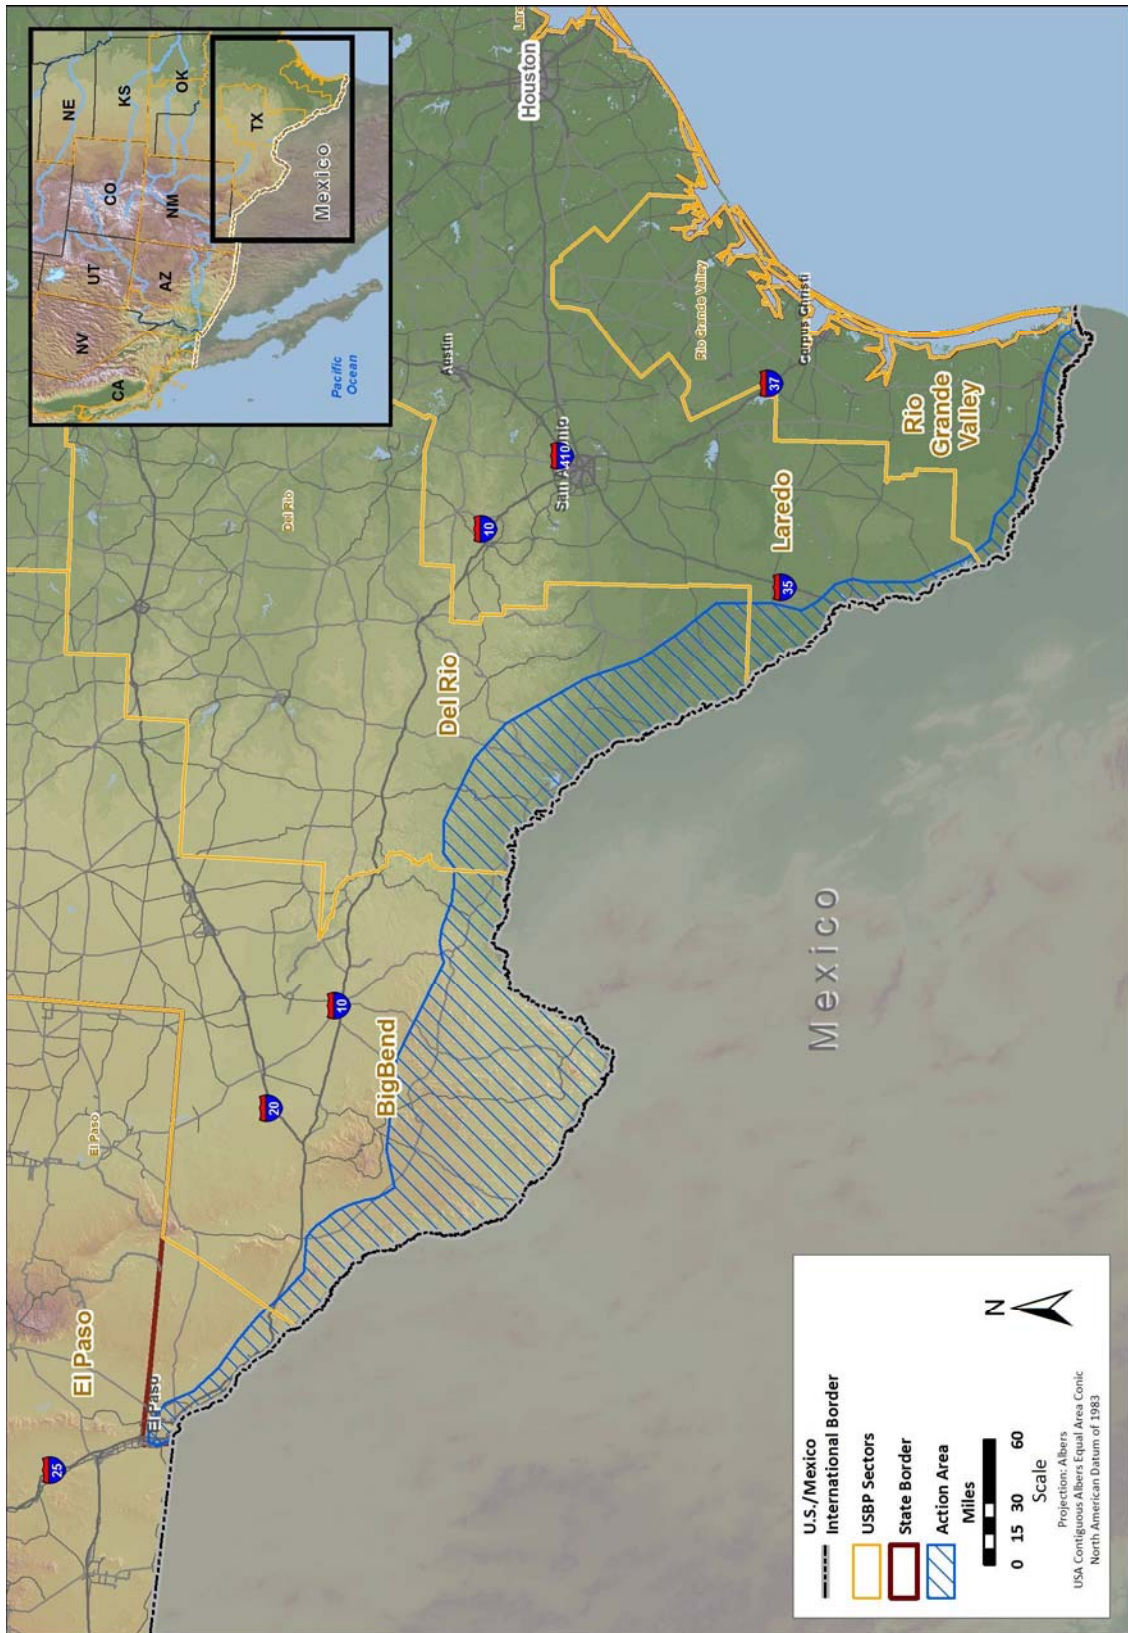 NE
KS
OK
CO
UT
NV
CA
AZ
NM
TX
Mexico
Pacific
Ocean
25
El Paso
El Paso
El Paso
20
10
BigBend
Del Rio
Del Rio
10
Austin
410
Houston
35
Laredo
37
Rio Grande Valley
Corpus Christi
Rio
Grande
Valley
Mexico
U.S./Mexico
International Border
USBP Sectors
State Border
Action Area
Miles
0 15 30 60
Scale
Projection: Albers
USA Contiguous Albers Equal Area Conic
North American Datum of 1983
N